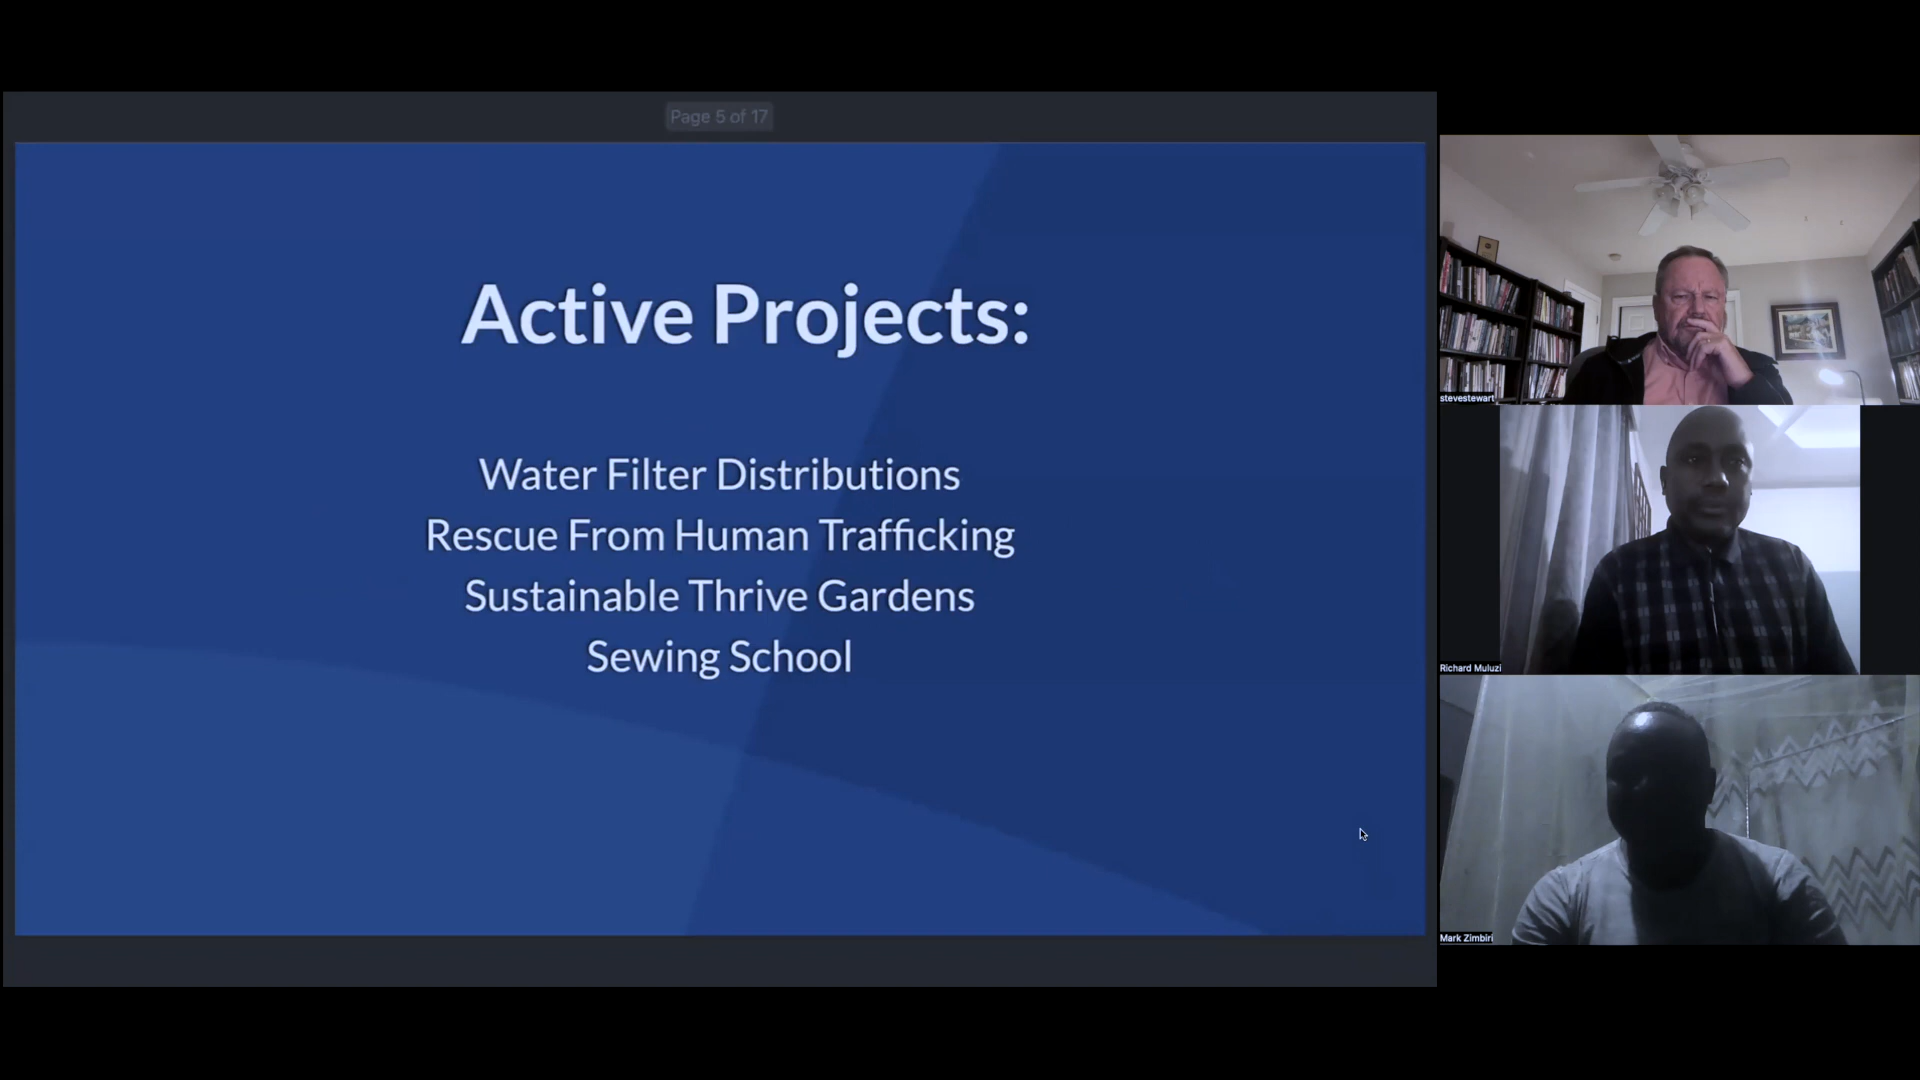 Page 5 of 17
Active Projects:
Water Filter Distributions
Rescue From Human Trafficking
Sustainable Thrive Gardens
Sewing School
stevestewart
Richard Muluzi
Mark Zimbiri